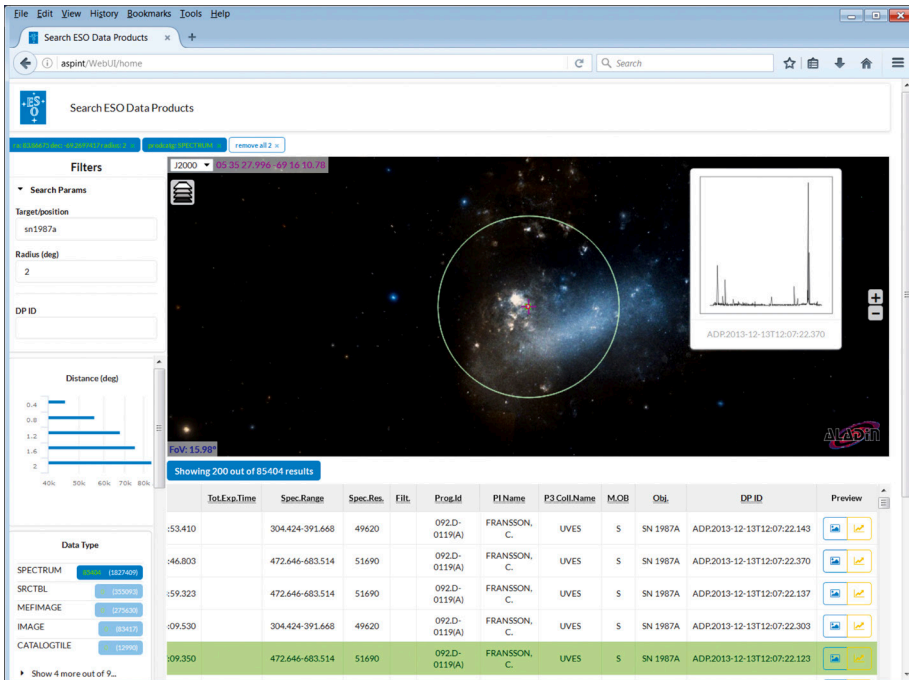 File Edit View History Bookmarks Tools Help
Search ESO Data Products × +
aspint/WebUI/home
Search
ES
O
Search ESO Data Products
prodcatg: SPECTRUM ×
remove all 2 ×
Filters
Search Params
Target/position
sn1987a
Radius (deg)
2
DP ID
Distance (deg)
0.4
0.8
1.2
1.6
2
40k 50k 60k 70k 80k
Data Type
SPECTRUM 85404 (1827409)
SRCTBL (355093)
MEFIMAGE (275630)
IMAGE (83417)
CATALOGTILE (12990)
Show 4 more out of 9...
J2000 05 35 27.996 -69 16 10.78
ADP.2013-12-13T12:07:22.370
+
−
FoV: 15.98°
ALADIN
Showing 200 out of 85404 results
Tot.Exp.Time Spec.Range Spec.Res. Filt. Prog.Id PI Name P3 Coll.Name M.OB Obj. DP ID Preview
:53.410 304.424-391.668 49620 092.D-0119(A) FRANSSON, C. UVES S SN 1987A ADP.2013-12-13T12:07:22.143
:46.803 472.646-683.514 51690 092.D-0119(A) FRANSSON, C. UVES S SN 1987A ADP.2013-12-13T12:07:22.370
:59.323 472.646-683.514 51690 092.D-0119(A) FRANSSON, C. UVES S SN 1987A ADP.2013-12-13T12:07:22.137
:09.530 304.424-391.668 49620 092.D-0119(A) FRANSSON, C. UVES S SN 1987A ADP.2013-12-13T12:07:22.303
:09.350 472.646-683.514 51690 092.D-0119(A) FRANSSON, C. UVES S SN 1987A ADP.2013-12-13T12:07:22.123